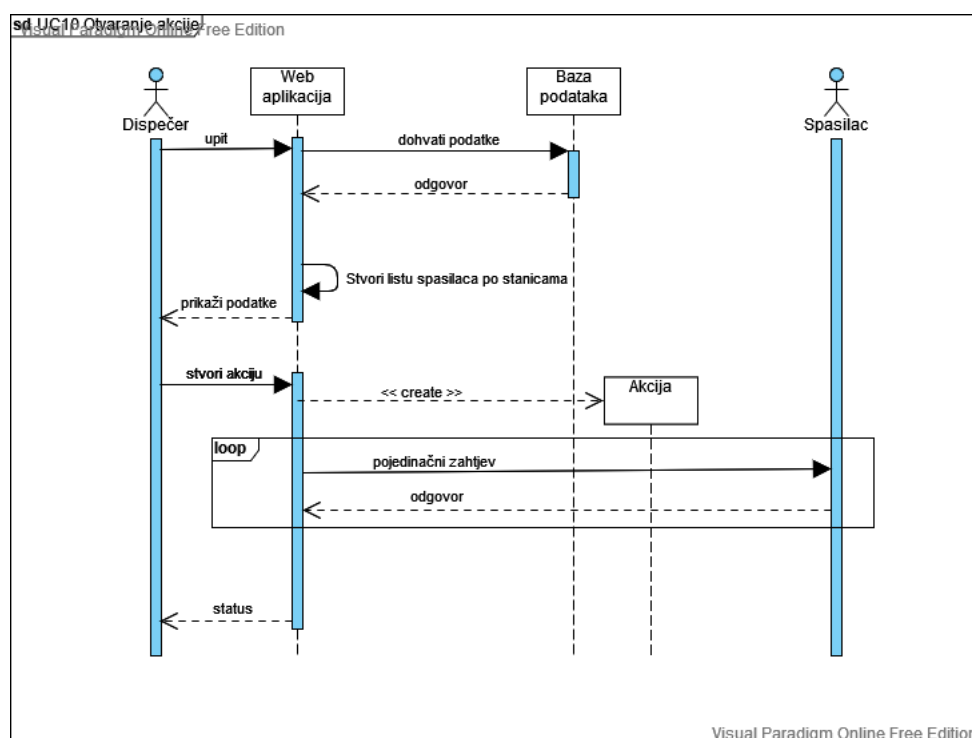 sd UC10 Otvaranje akcije
Visual Paradigm Online Free Edition
Web
aplikacija
Baza
podataka
Dispečer
Spasilac
upit
dohvati podatke
odgovor
Stvori listu spasilaca po stanicama
prikaži podatke
stvori akciju
<< create >>
Akcija
loop
pojedinačni zahtjev
odgovor
status
Visual Paradigm Online Free Edition